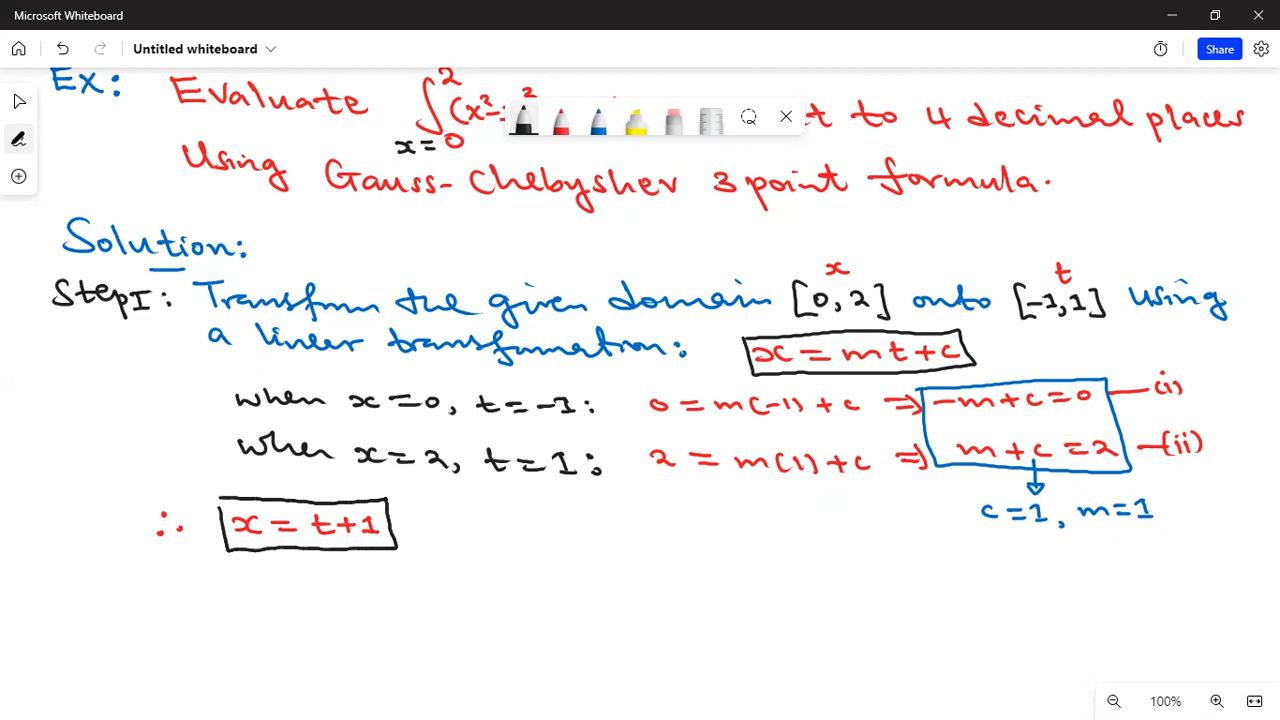 Microsoft Whiteboard
Untitled whiteboard
Share
Ex: Evaluate ∫₀² (x²- ² t to 4 decimal places
x = 0
Using Gauss-Chebyshev 3 point formula.
Solution:
x t
Step I: Transform the given domain [0, 2] onto [-1, 1] using
a linear transformation: x = mt + c
when x = 0, t = -1: 0 = m(-1) + c ⇒ -m + c = 0 —(i)
when x = 2, t = 1: 2 = m(1) + c ⇒ m + c = 2 —(ii)
c = 1, m = 1
∴ x = t + 1
100%